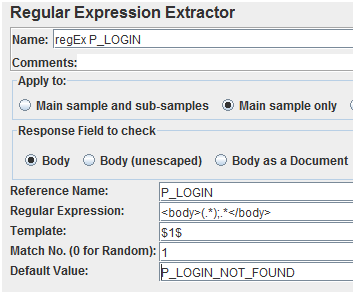 Regular Expression Extractor
Name: regEx P_LOGIN
Comments:
Apply to:
Main sample and sub-samples Main sample only
Response Field to check
Body Body (unescaped) Body as a Document
Reference Name: P_LOGIN
Regular Expression: <body>(.*);.*</body>
Template: $1$
Match No. (0 for Random): 1
Default Value: P_LOGIN_NOT_FOUND